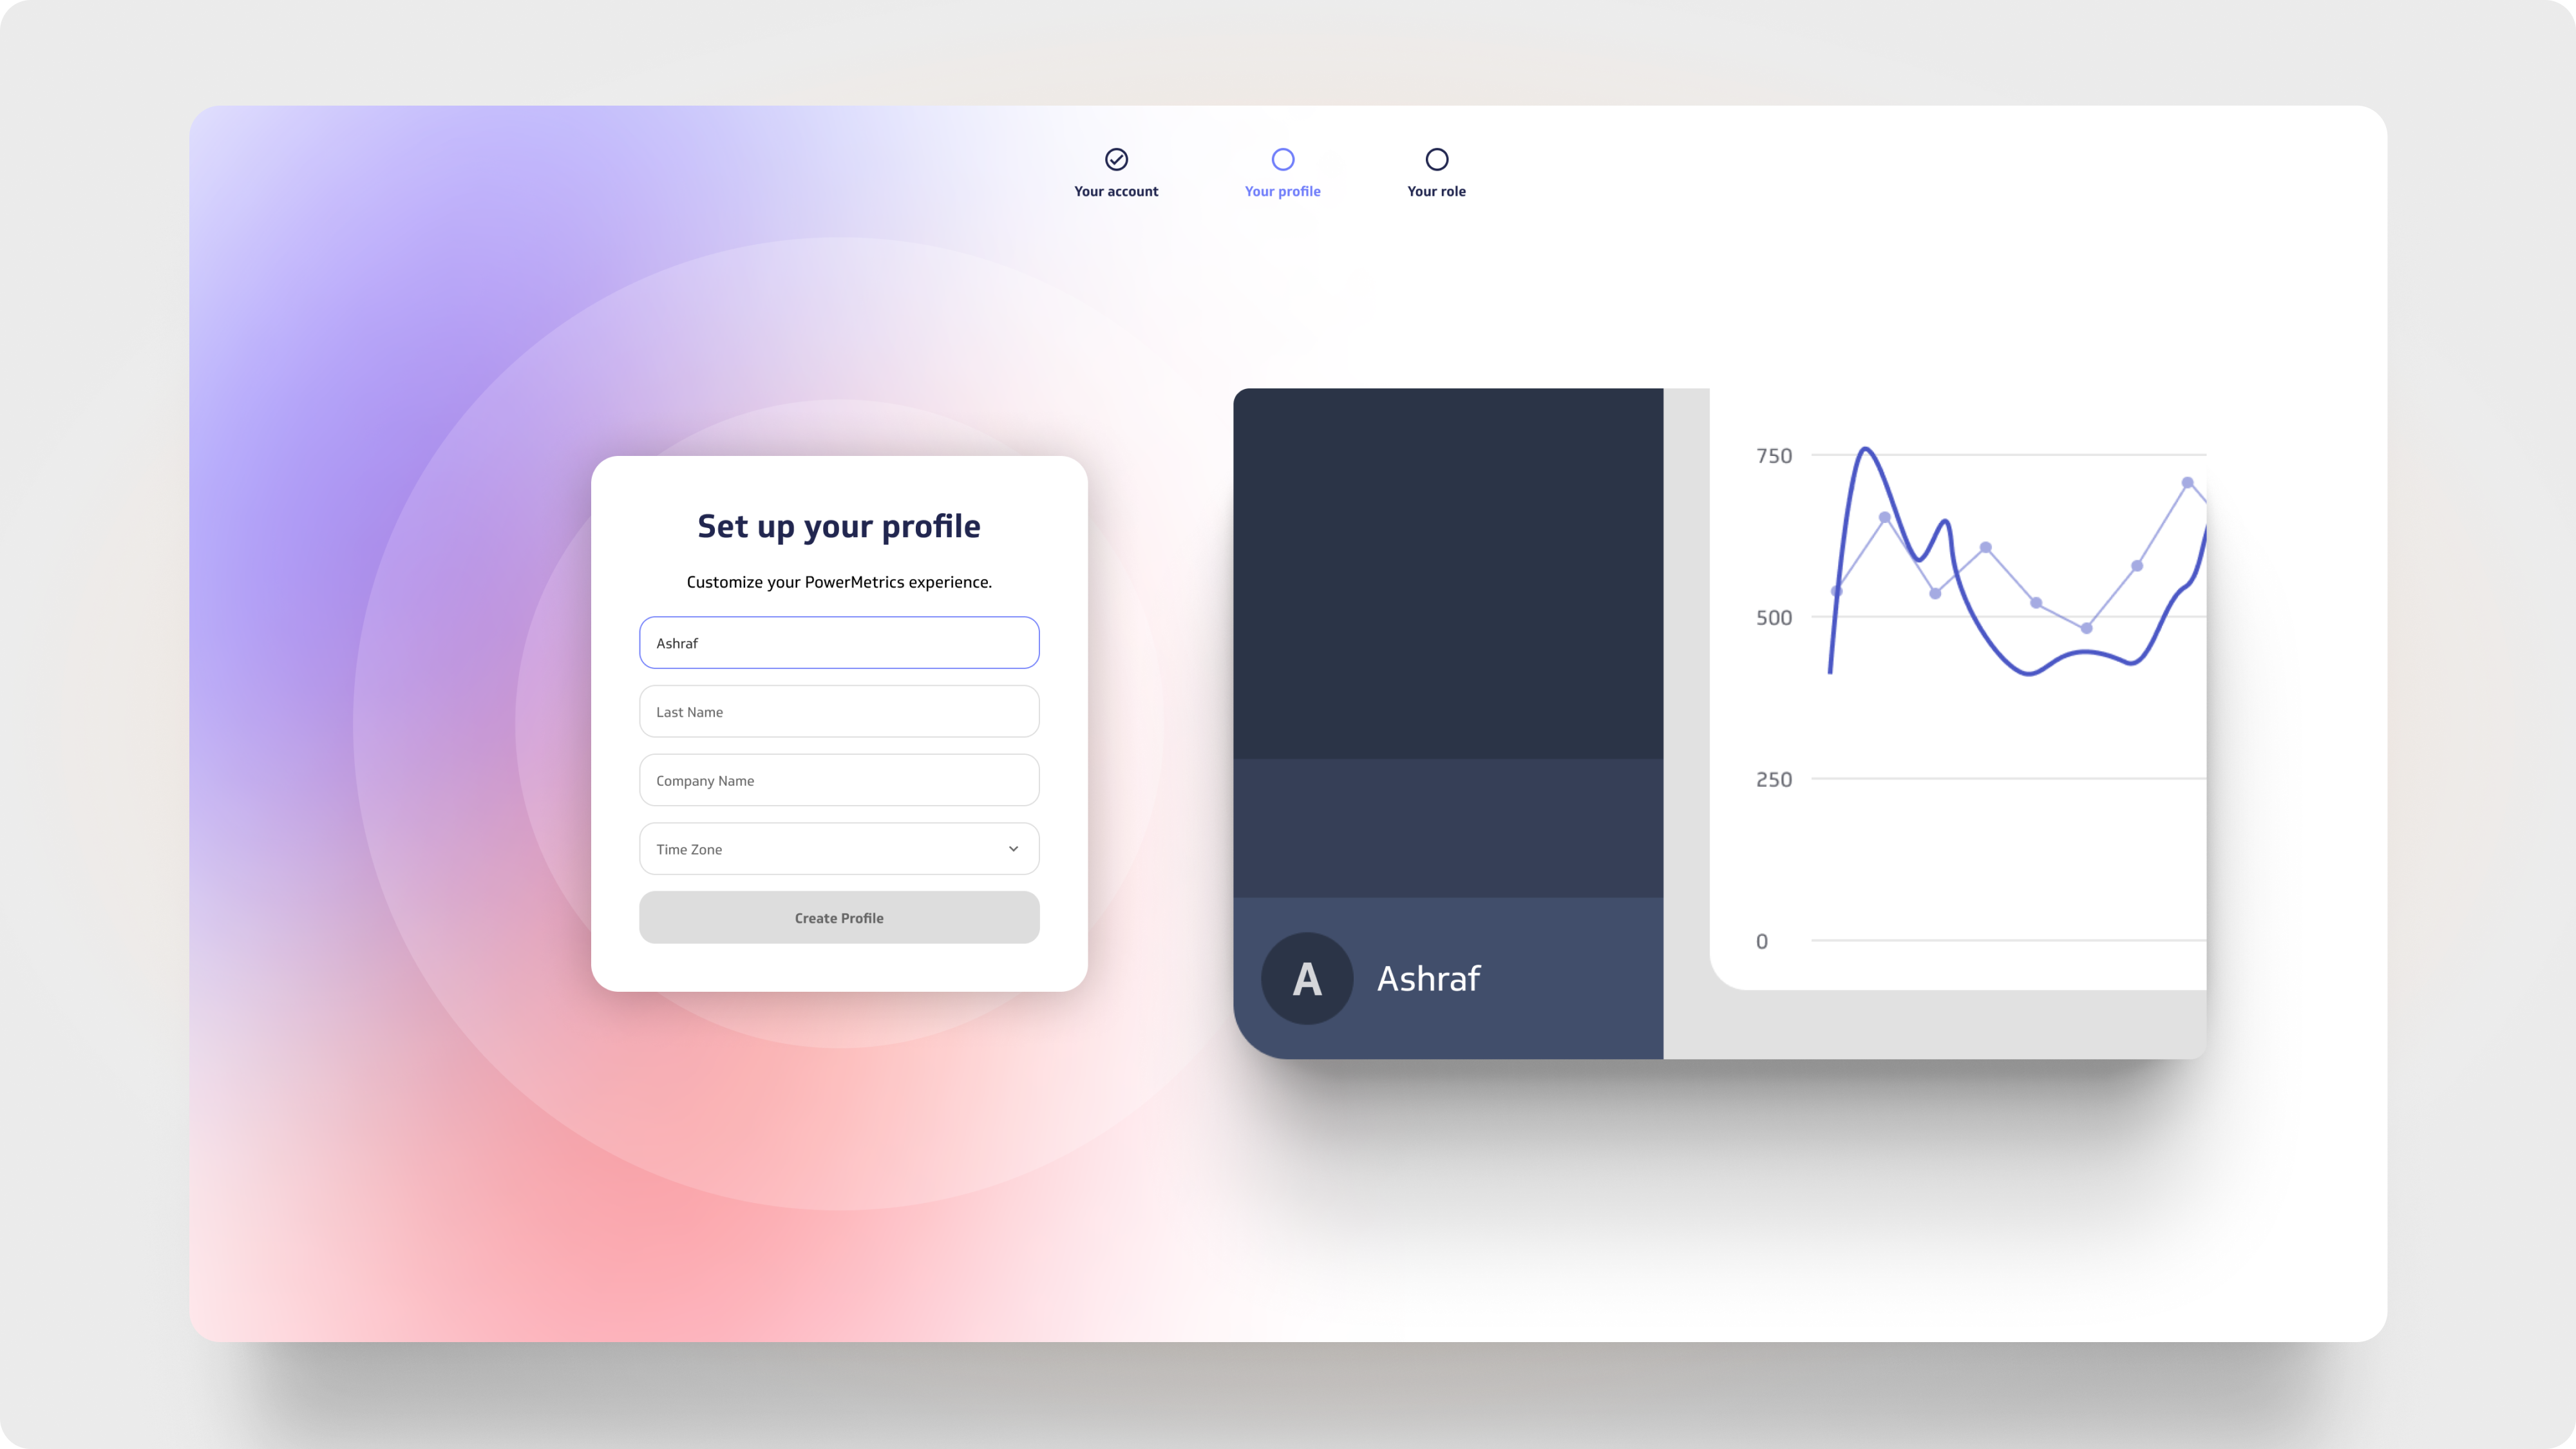 Your account
Your profile
Your role
Set up your profile
Customize your PowerMetrics experience.
Ashraf
Last Name
Company Name
Time Zone
Create Profile
750
500
250
0
A
Ashraf